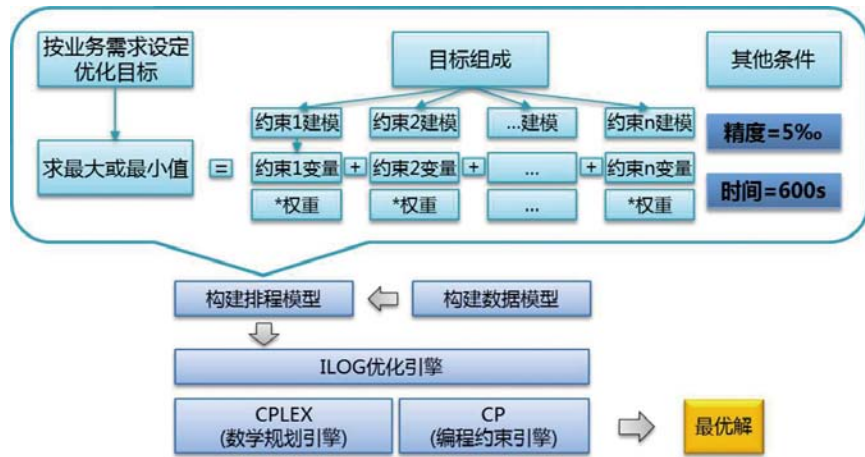 按业务需求设定
优化目标
目标组成
其他条件
约束1建模
约束2建模
...建模
约束n建模
精度=5‰
求最大或最小值
=
约束1变量
+
约束2变量
+
...
+
约束n变量
*权重
*权重
...
*权重
时间=600s
构建排程模型
构建数据模型
ILOG优化引擎
CPLEX
(数学规划引擎)
CP
(编程约束引擎)
最优解